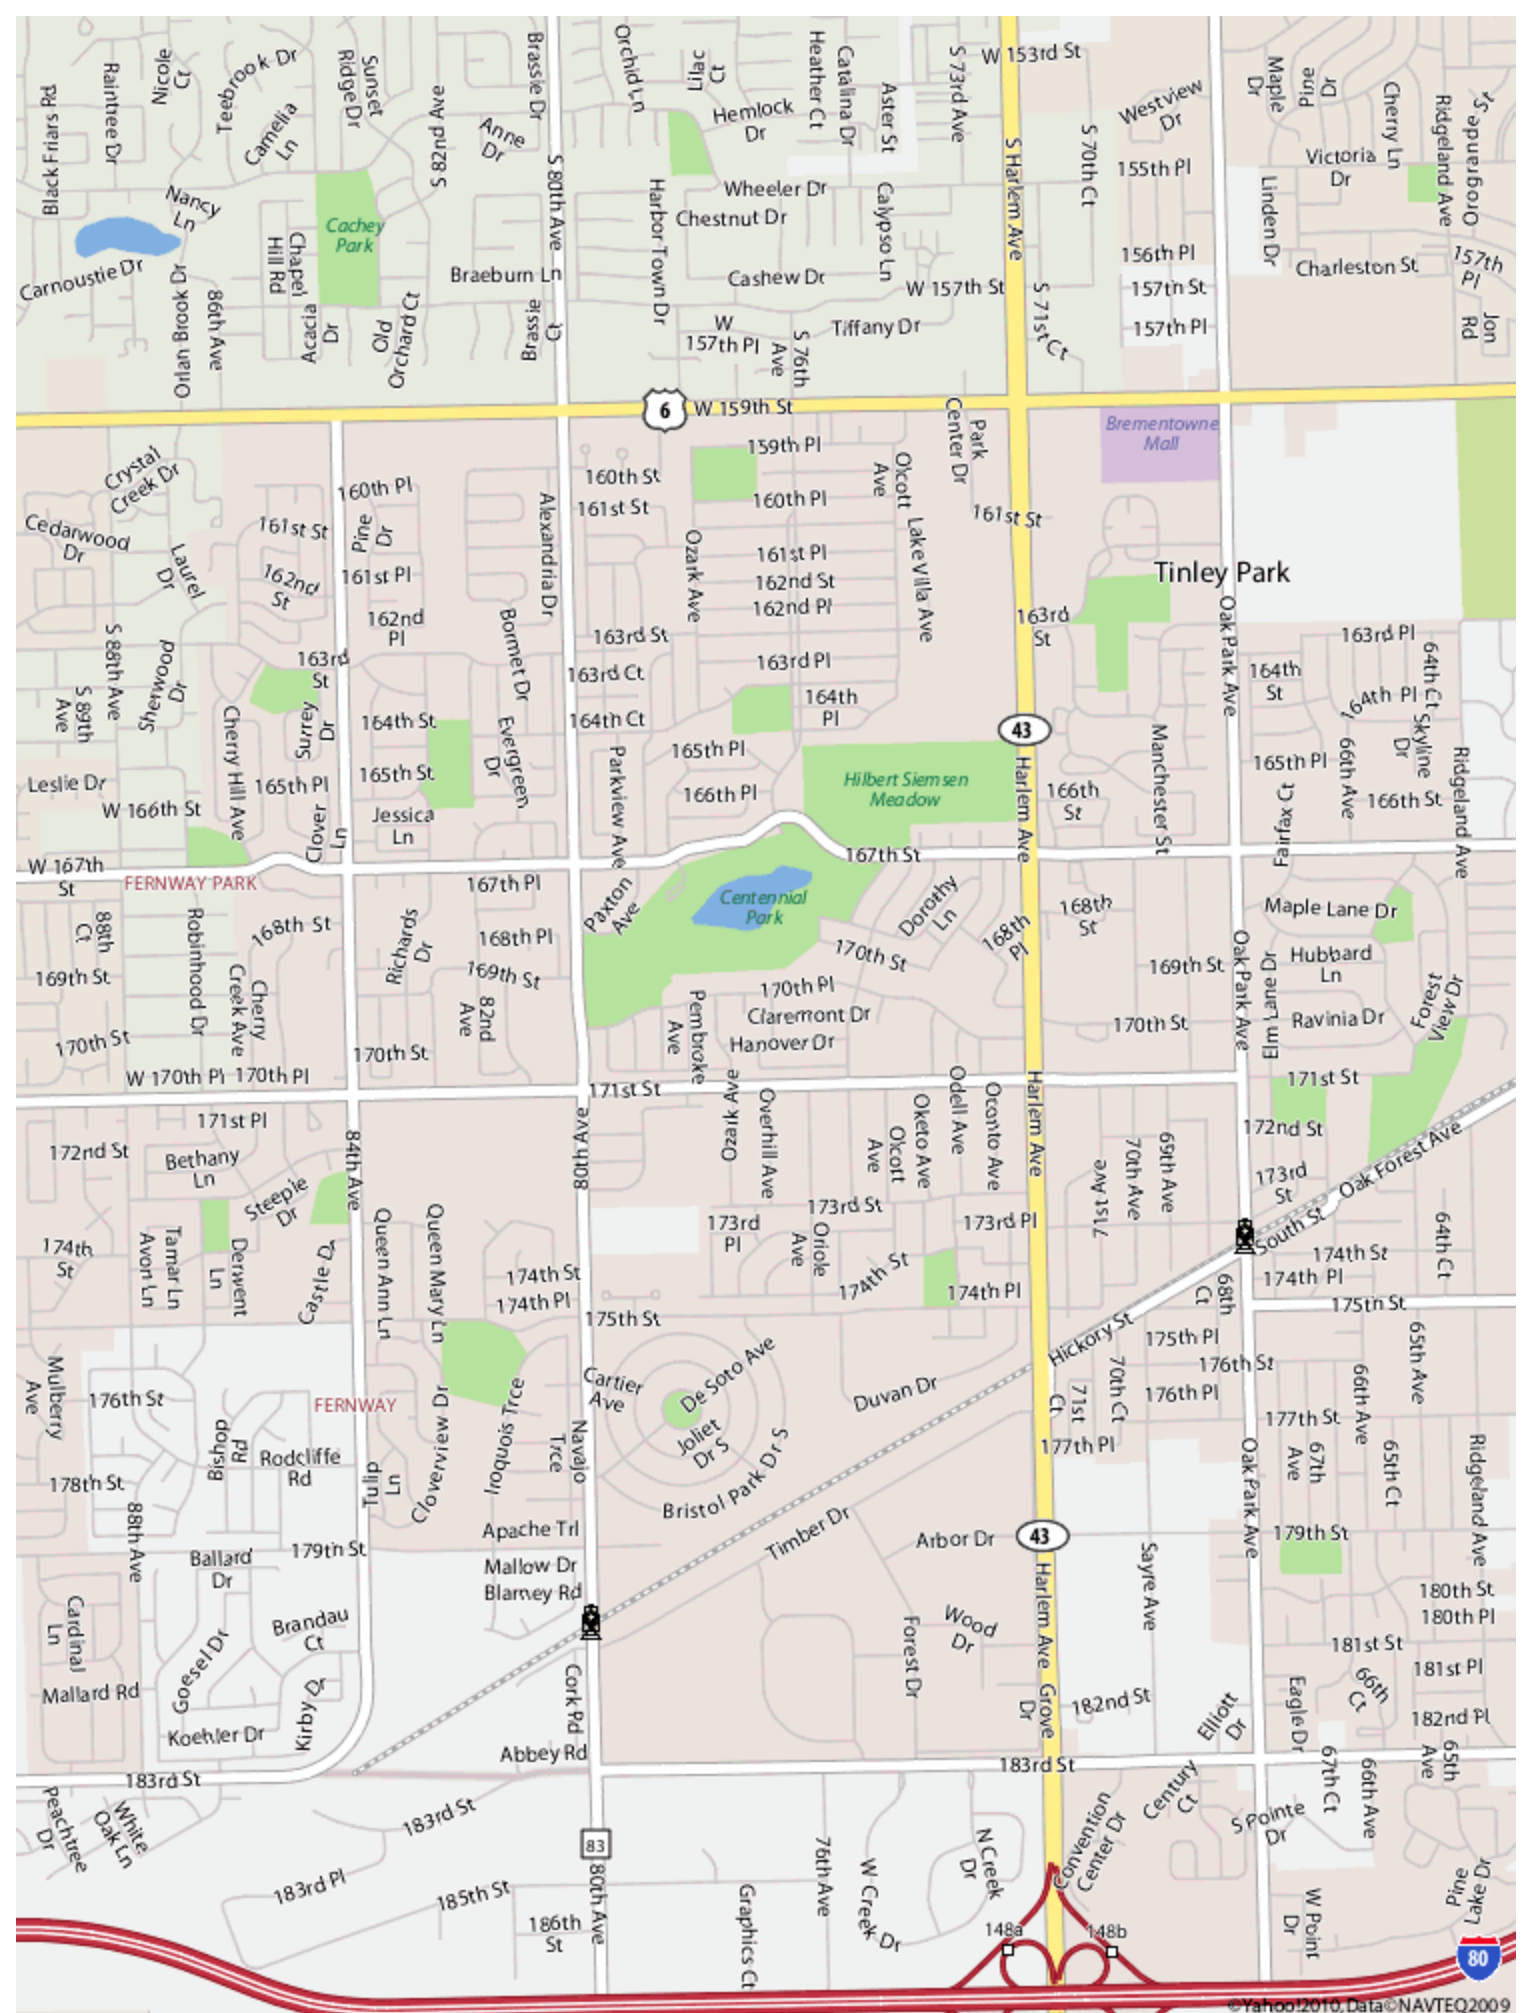 W 153rd St
Nicole
Ct
Teebrook Dr
Sunset
Ridge Dr
Brassie Dr
Orchid Ln
Lilac
Ct
Heather Ct
Catalina Dr
S 73rd Ave
Maple
Dr
Pine
Dr
Raintree Dr
Black Friars Rd
Camelia
Ln
S 82nd Ave
Anne
Dr
Hemlock
Dr
Aster St
Westview
Dr
Cherry Ln
Ridgeland Ave
Orogrande St
S 80th Ave
S Harlem Ave
S 70th Ct
155th Pl
Victoria
Dr
Nancy
Ln
Wheeler Dr
Chestnut Dr
Calypso Ln
Linden Dr
Cachey
Park
Harbor Town Dr
Chapel
Hill Rd
Carnoustie Dr
Braeburn Ln
Cashew Dr
W 157th St
156th Pl
157th St
157th Pl
Charleston St
157th
Pl
Orlan Brook Dr
86th Ave
Acacia
Dr
Old
Orchard Ct
Brassie
Ct
W
157th Pl
S 76th
Ave
Tiffany Dr
S 71st Ct
Jon
Rd
6
W 159th St
Park
Center Dr
Brementowne
Mall
Crystal
Creek Dr
159th Pl
160th Pl
160th St
161st St
160th Pl
Olcott
Ave
161st St
Cedarwood
Dr
161st St
Pine
Dr
Alexandria Dr
Ozark Ave
161st Pl
162nd St
162nd Pl
Lake Villa Ave
Tinley Park
Laurel
Dr
162nd
St
161st Pl
162nd
Pl
Bormet Dr
163rd St
163rd
St
Oak Park Ave
163rd Pl
S 88th Ave
Sherwood
Dr
163rd
St
163rd Ct
163rd Pl
164th
St
64th Ct
S 89th
Ave
Cherry Hill Ave
Surrey
Dr
164th St
164th Ct
164th
Pl
164th Pl
Skyline
Dr
43
Evergreen
Dr
Parkview Ave
165th Pl
Manchester St
165th Pl
66th Ave
Ridgeland Ave
Leslie Dr
165th Pl
165th St
166th Pl
Hilbert Siemsen
Meadow
Harlem Ave
166th
St
Fairfax Ct
166th St
W 166th St
Clover
Ln
Jessica
Ln
167th St
W 167th
St
FERNWAY PARK
167th Pl
Paxton
Ave
Centennial
Park
Dorothy
Ln
168th
Pl
168th
St
Maple Lane Dr
88th
Ct
Robinhood Dr
168th St
Richards
Dr
168th Pl
170th St
Oak Park Ave
Hubbard
Ln
169th St
Cherry
Creek Ave
169th St
170th Pl
169th St
Elm Lane Dr
Forest
View Dr
82nd
Ave
Pembroke
Ave
Claremont Dr
Hanover Dr
170th St
Ravinia Dr
170th St
170th St
W 170th Pl
170th Pl
171st St
Ozark Ave
Overhill Ave
Odell Ave
Oconto Ave
Oketo Ave
Olcott
Ave
Harlem Ave
171st St
171st Pl
172nd St
Bethany
Ln
84th Ave
80th Ave
71st Ave
70th Ave
69th Ave
172nd St
Oak Forest Ave
Steeple
Dr
173rd
St
173rd St
173rd
Pl
173rd Pl
South St
174th
St
Avon Ln
Tamar Ln
Derwent
Ln
Castle Dr
Queen Ann Ln
Queen Mary Ln
174th St
174th Pl
Oriole
Ave
174th St
174th Pl
68th
Ct
174th St
174th Pl
64th Ct
175th St
175th St
Hickory St
175th Pl
176th St
176th Pl
65th Ave
Mulberry
Ave
176th St
FERNWAY
Cartier
Ave
De Soto Ave
Joliet
Dr S
Duvan Dr
71st
Ct
70th Ct
177th St
66th Ave
Bishop
Rd
Rodcliffe
Rd
Tulip
Ln
Cloverview Dr
Iroquois Trce
Navajo
Trce
Bristol Park Dr S
177th Pl
Oak Park Ave
67th
Ave
65th Ct
Ridgeland Ave
178th St
88th Ave
Apache Trl
Timber Dr
Arbor Dr
43
179th St
Ballard
Dr
179th St
Mallow Dr
Blarney Rd
Sayre Ave
180th St
180th Pl
Cardinal
Ln
Goesel Dr
Brandau
Ct
Forest Dr
Wood
Dr
Harlem Ave
181st St
181st Pl
Mallard Rd
Kirby Dr
Cork Rd
Grove
Dr
182nd St
Elliott
Dr
Eagle Dr
66th
Ct
182nd Pl
Koehler Dr
Abbey Rd
183rd St
183rd St
67th Ct
66th Ave
65th
Ave
Peachtree
Dr
White
Oak Ln
183rd St
83
Convention
Center Dr
Century
Ct
S Pointe
Dr
183rd Pl
185th St
80th Ave
76th Ave
W Creek Dr
N Creek
Dr
Pine
Lake Dr
186th
St
Graphics Ct
148a
148b
W Point
Dr
80
©Yahoo!2010, Data©NAVTEQ2009